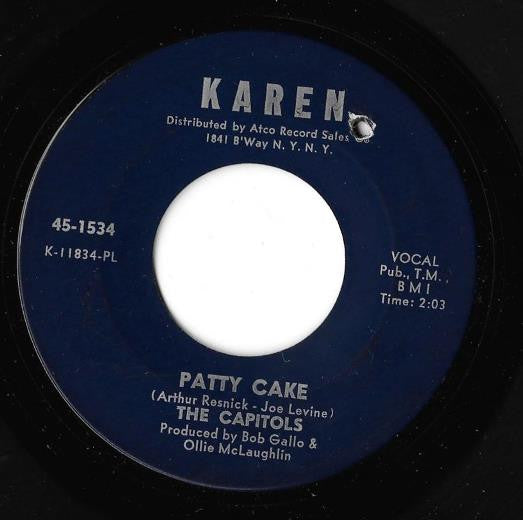 KAREN
Distributed by Atco Record Sales
1841 B'Way N. Y. N. Y.
45-1534
K-11834-PL
VOCAL
Pub., T.M.,
B M I
Time: 2:03
PATTY CAKE
(Arthur Resnick - Joe Levine)
THE CAPITOLS
Produced by Bob Gallo &
Ollie McLaughlin